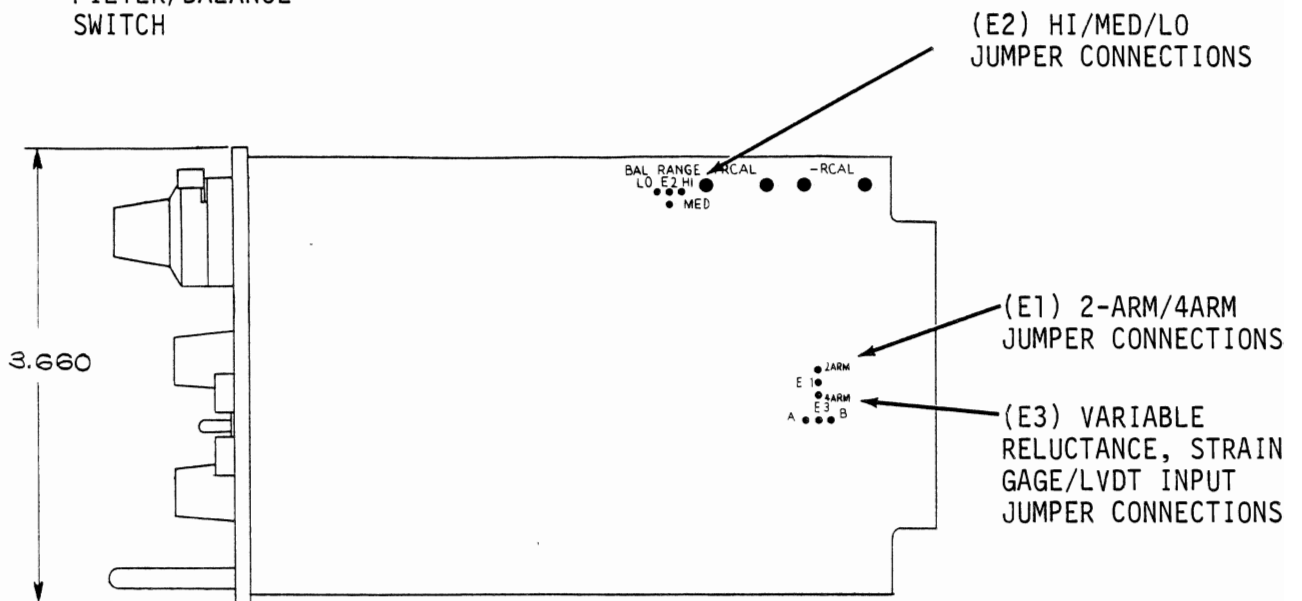 FILTER/BALANCE
SWITCH
(E2) HI/MED/LO
JUMPER CONNECTIONS
BAL RANGE +RCAL -RCAL
LO E2 HI
MED
3.660
(E1) 2-ARM/4ARM
JUMPER CONNECTIONS
2ARM
E 1
4ARM
E3
A B
(E3) VARIABLE
RELUCTANCE, STRAIN
GAGE/LVDT INPUT
JUMPER CONNECTIONS